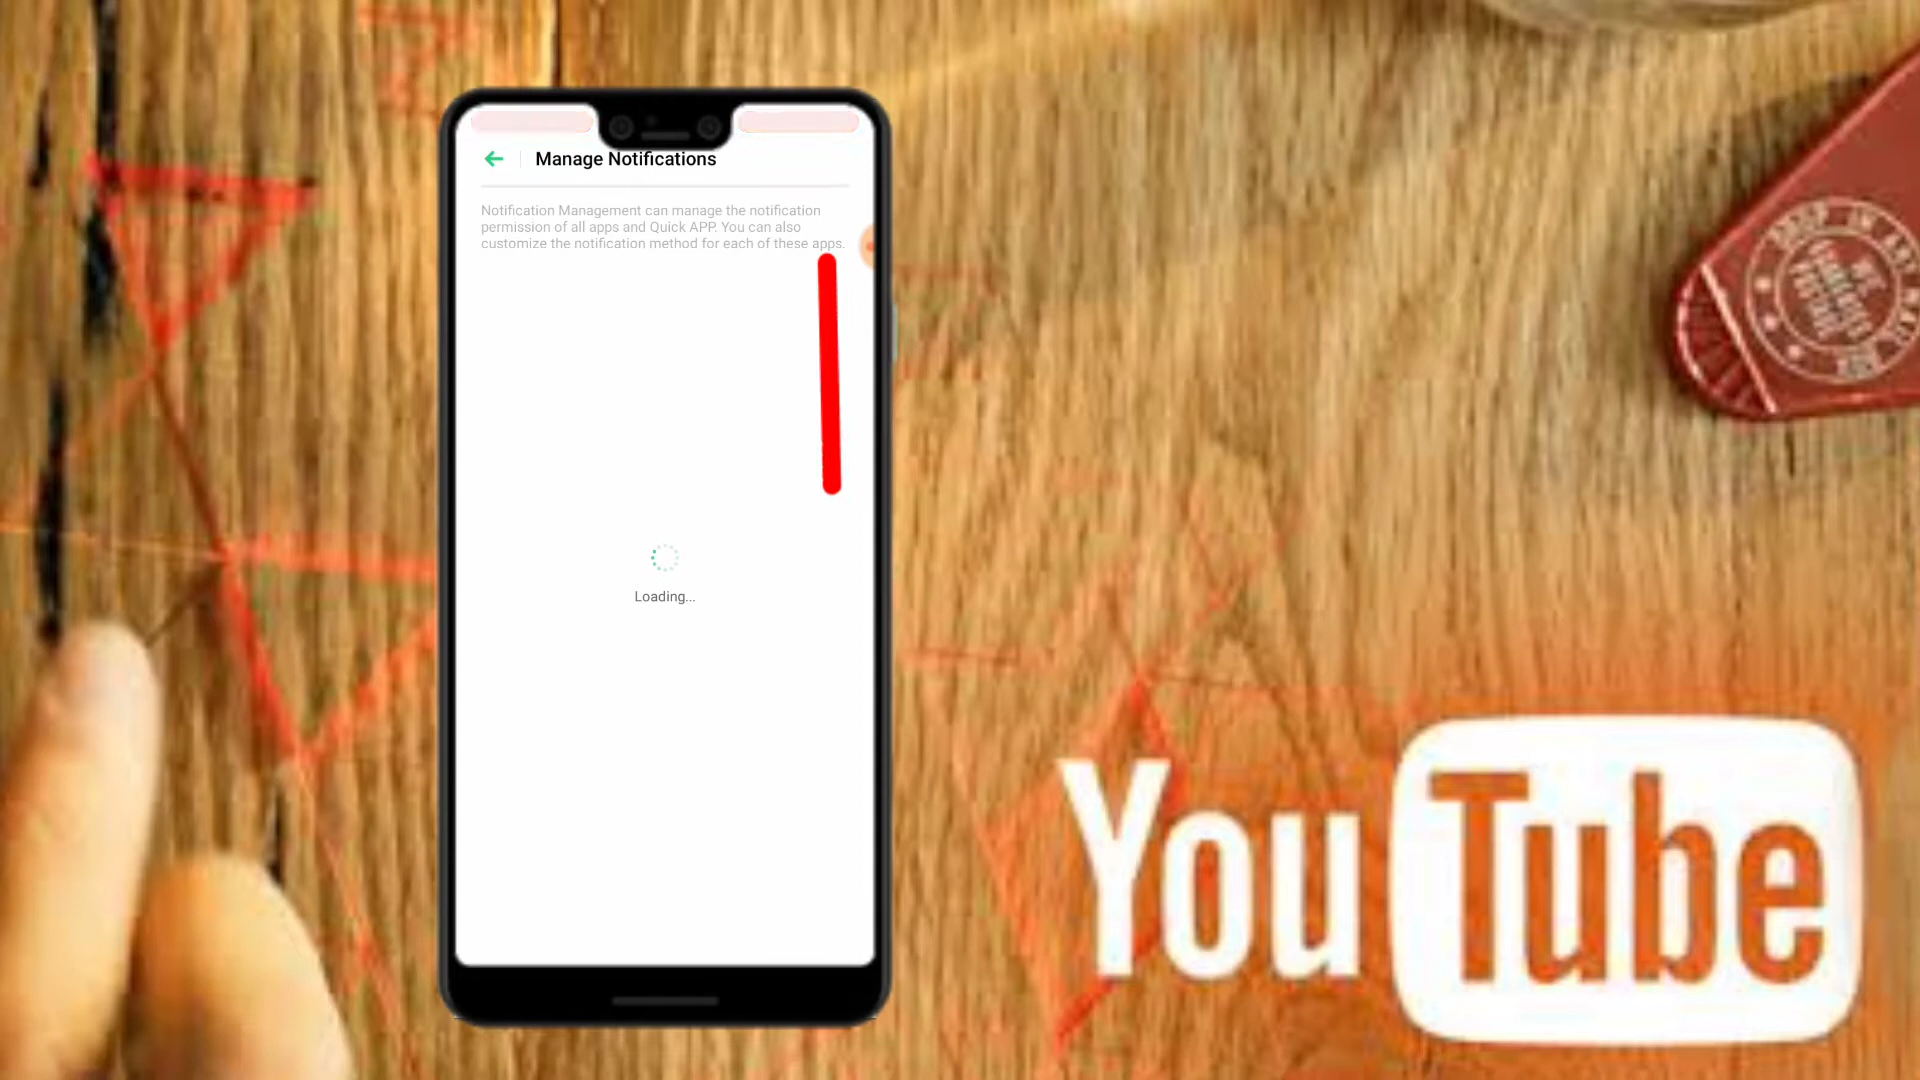 Manage Notifications
Notification Management can manage the notification
permission of all apps and Quick APP. You can also
customize the notification method for each of these apps.
Loading...
YouTube